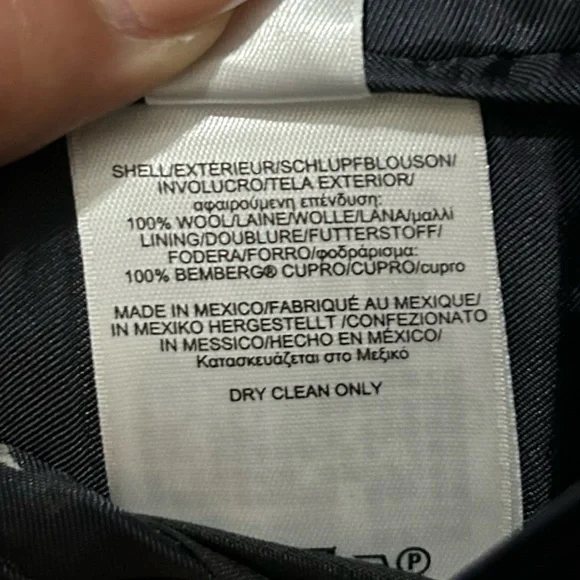 SHELL/EXTÉRIEUR/SCHLUPFBLOUSON/
INVOLUCRO/TELA EXTERIOR/
αφαιρούμενη επένδυση:
100% WOOL/LAINE/WOLLE/LANA/μαλλί
LINING/DOUBLURE/FUTTERSTOFF/
FODERA/FORRO/φοδράρισμα:
100% BEMBERG® CUPRO/CUPRO/cupro
MADE IN MEXICO/FABRIQUÉ AU MEXIQUE/
IN MEXIKO HERGESTELLT /CONFEZIONATO
IN MESSICO/HECHO EN MÉXICO/
Κατασκευάζεται στο Μεξικό
DRY CLEAN ONLY
P